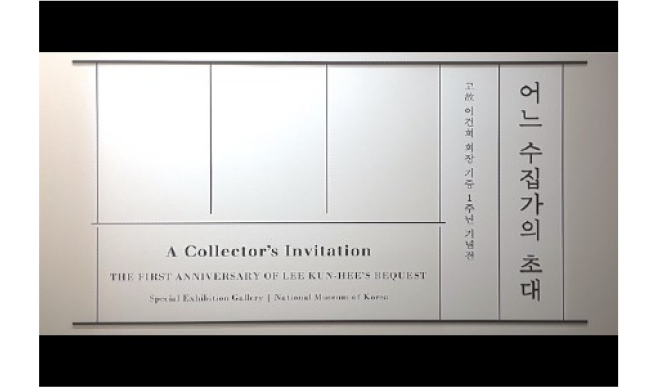 어느 수집가의 초대
고故 이건희 회장 기증 1주년 기념전
A Collector's Invitation
THE FIRST ANNIVERSARY OF LEE KUN-HEE'S BEQUEST
Special Exhibition Gallery | National Museum of Korea